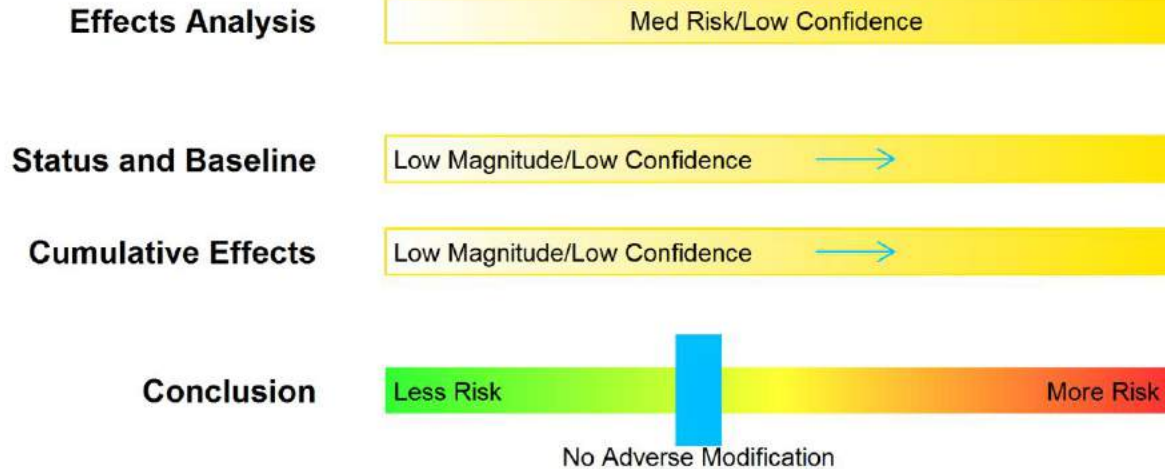 Effects Analysis Med Risk/Low Confidence
Status and Baseline Low Magnitude/Low Confidence
Cumulative Effects Low Magnitude/Low Confidence
Conclusion Less Risk More Risk
No Adverse Modification